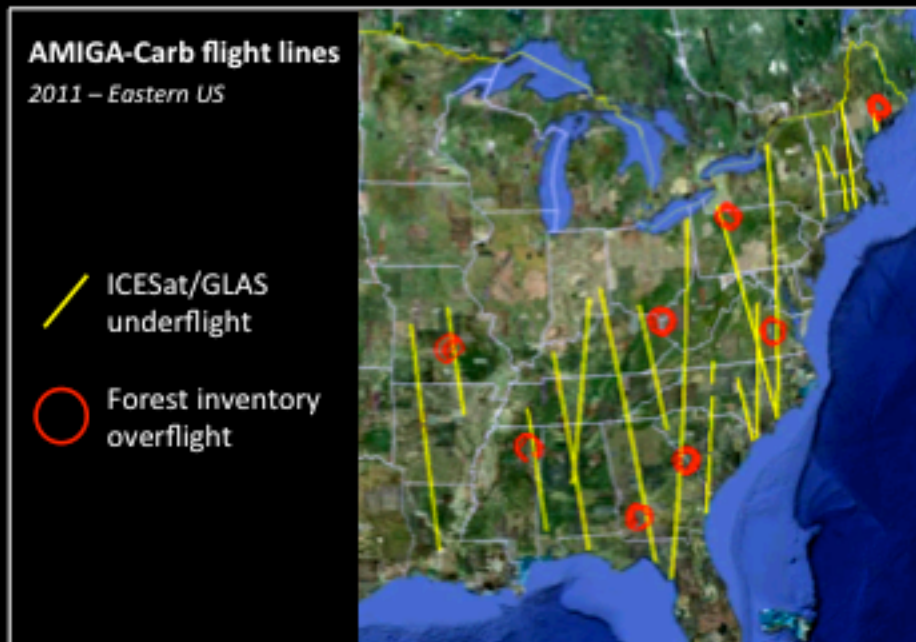 AMIGA-Carb flight lines
2011 – Eastern US
ICESat/GLAS
underflight
Forest inventory
overflight